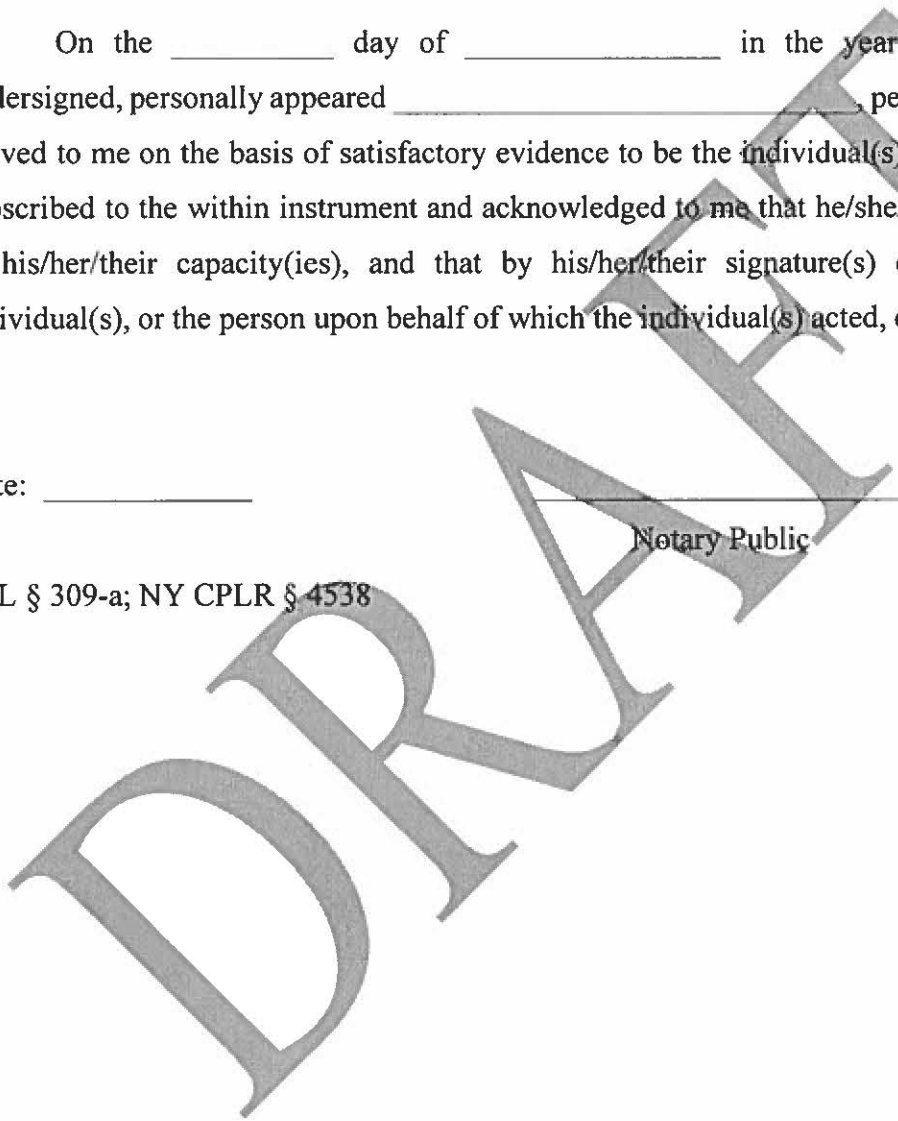 On the _________ day of _______________ in the year
dersigned, personally appeared ___________________________, pe
ved to me on the basis of satisfactory evidence to be the individual(s)
scribed to the within instrument and acknowledged to me that he/she
his/her/their capacity(ies), and that by his/her/their signature(s)
ividual(s), or the person upon behalf of which the individual(s) acted,
te: ____________
Notary Public
L § 309-a; NY CPLR § 4538
DRAFT